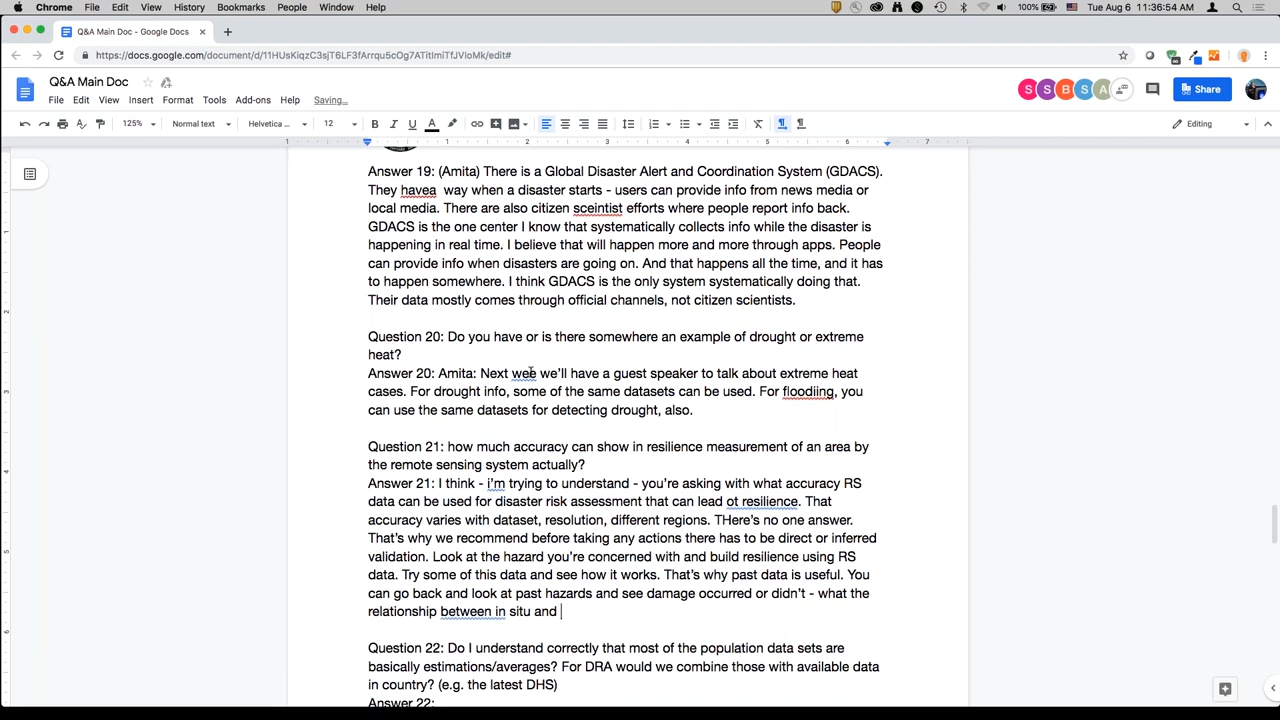 Chrome File Edit View History Bookmarks People Window Help 100% Tue Aug 6 11:36:54 AM
Q&A Main Doc - Google Docs
https://docs.google.com/document/d/11HUsKiqzC3sjT6LF3fArrqu5cOg7ATitImiTfJVIoMk/edit#
Q&A Main Doc
File Edit View Insert Format Tools Add-ons Help Saving...
S S B S A Share
125% Normal text Helvetica ... 12 B I U A Editing
1 1 2 3 4 5 6 7
Answer 19: (Amita) There is a Global Disaster Alert and Coordination System (GDACS).
They havea way when a disaster starts - users can provide info from news media or
local media. There are also citizen sceintist efforts where people report info back.
GDACS is the one center I know that systematically collects info while the disaster is
happening in real time. I believe that will happen more and more through apps. People
can provide info when disasters are going on. And that happens all the time, and it has
to happen somewhere. I think GDACS is the only system systematically doing that.
Their data mostly comes through official channels, not citizen scientists.
Question 20: Do you have or is there somewhere an example of drought or extreme
heat?
Answer 20: Amita: Next wee we'll have a guest speaker to talk about extreme heat
cases. For drought info, some of the same datasets can be used. For floodiing, you
can use the same datasets for detecting drought, also.
Question 21: how much accuracy can show in resilience measurement of an area by
the remote sensing system actually?
Answer 21: I think - i'm trying to understand - you're asking with what accuracy RS
data can be used for disaster risk assessment that can lead ot resilience. That
accuracy varies with dataset, resolution, different regions. THere's no one answer.
That's why we recommend before taking any actions there has to be direct or inferred
validation. Look at the hazard you're concerned with and build resilience using RS
data. Try some of this data and see how it works. That's why past data is useful. You
can go back and look at past hazards and see damage occurred or didn't - what the
relationship between in situ and
Question 22: Do I understand correctly that most of the population data sets are
basically estimations/averages? For DRA would we combine those with available data
in country? (e.g. the latest DHS)
Answer 22: